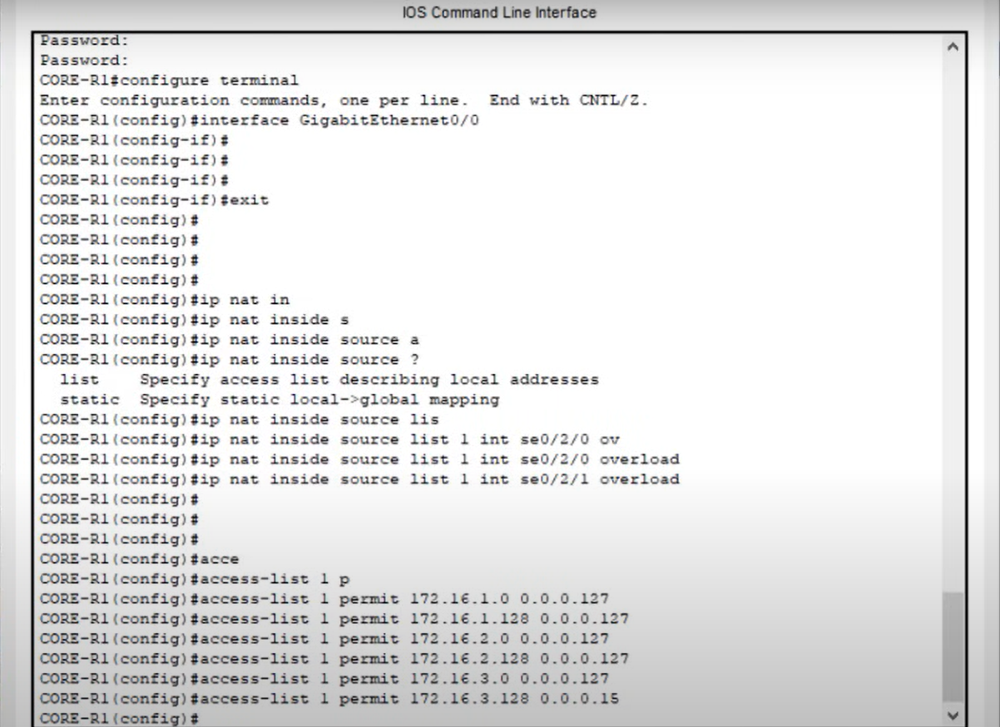 IOS Command Line Interface
Password:
Password:
CORE-R1#configure terminal
Enter configuration commands, one per line.  End with CNTL/Z.
CORE-R1(config)#interface GigabitEthernet0/0
CORE-R1(config-if)#
CORE-R1(config-if)#
CORE-R1(config-if)#
CORE-R1(config-if)#exit
CORE-R1(config)#
CORE-R1(config)#
CORE-R1(config)#
CORE-R1(config)#
CORE-R1(config)#ip nat in
CORE-R1(config)#ip nat inside s
CORE-R1(config)#ip nat inside source a
CORE-R1(config)#ip nat inside source ?
  list    Specify access list describing local addresses
  static  Specify static local->global mapping
CORE-R1(config)#ip nat inside source lis
CORE-R1(config)#ip nat inside source list 1 int se0/2/0 ov
CORE-R1(config)#ip nat inside source list 1 int se0/2/0 overload
CORE-R1(config)#ip nat inside source list 1 int se0/2/1 overload
CORE-R1(config)#
CORE-R1(config)#
CORE-R1(config)#
CORE-R1(config)#acce
CORE-R1(config)#access-list 1 p
CORE-R1(config)#access-list 1 permit 172.16.1.0 0.0.0.127
CORE-R1(config)#access-list 1 permit 172.16.1.128 0.0.0.127
CORE-R1(config)#access-list 1 permit 172.16.2.0 0.0.0.127
CORE-R1(config)#access-list 1 permit 172.16.2.128 0.0.0.127
CORE-R1(config)#access-list 1 permit 172.16.3.0 0.0.0.127
CORE-R1(config)#access-list 1 permit 172.16.3.128 0.0.0.15
CORE-R1(config)#